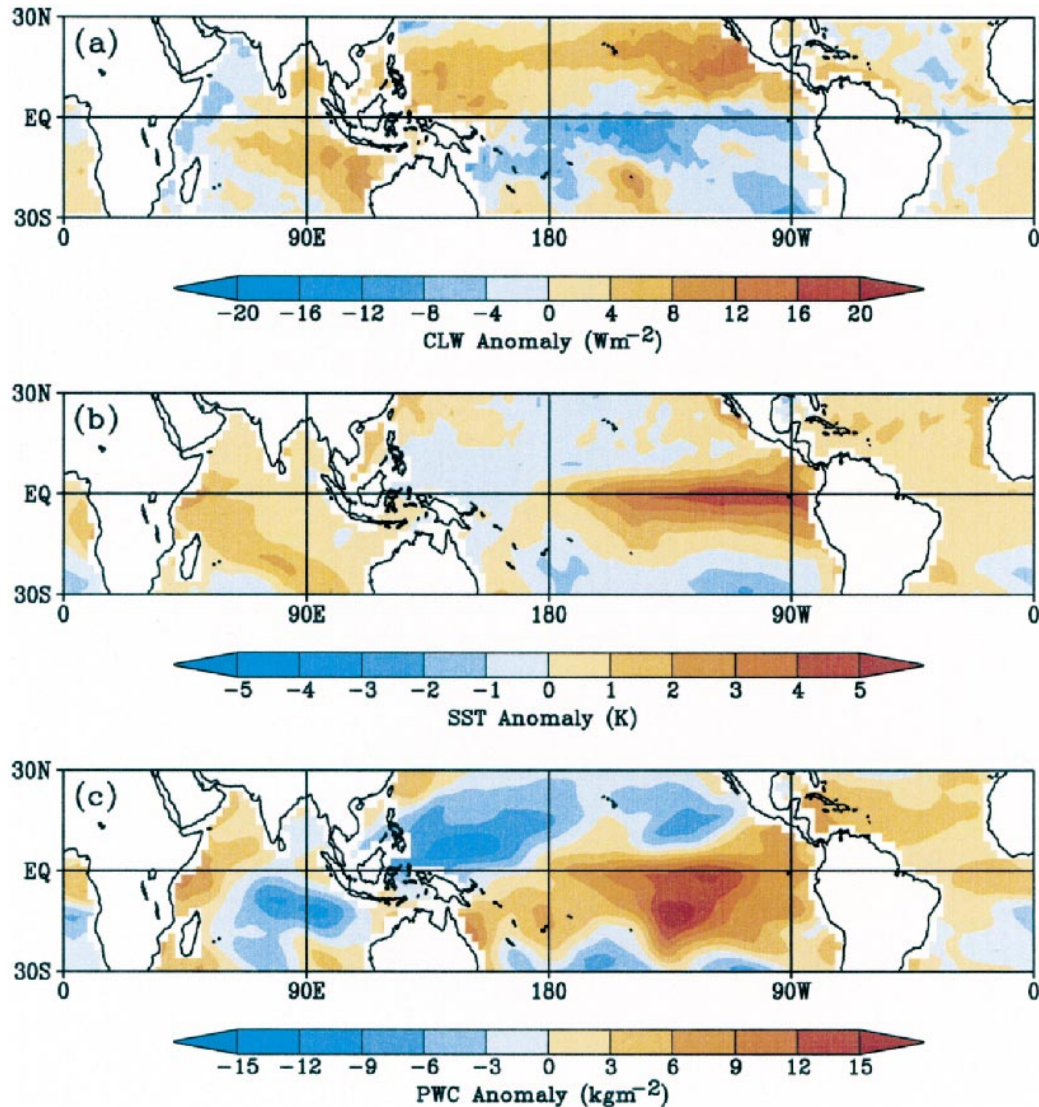 (a)
30N
EQ
30S
0 90E 180 90W 0
−20 −16 −12 −8 −4 0 4 8 12 16 20
CLW Anomaly (Wm−2)
(b)
30N
EQ
30S
0 90E 180 90W 0
−5 −4 −3 −2 −1 0 1 2 3 4 5
SST Anomaly (K)
(c)
30N
EQ
30S
0 90E 180 90W 0
−15 −12 −9 −6 −3 0 3 6 9 12 15
PWC Anomaly (kgm−2)